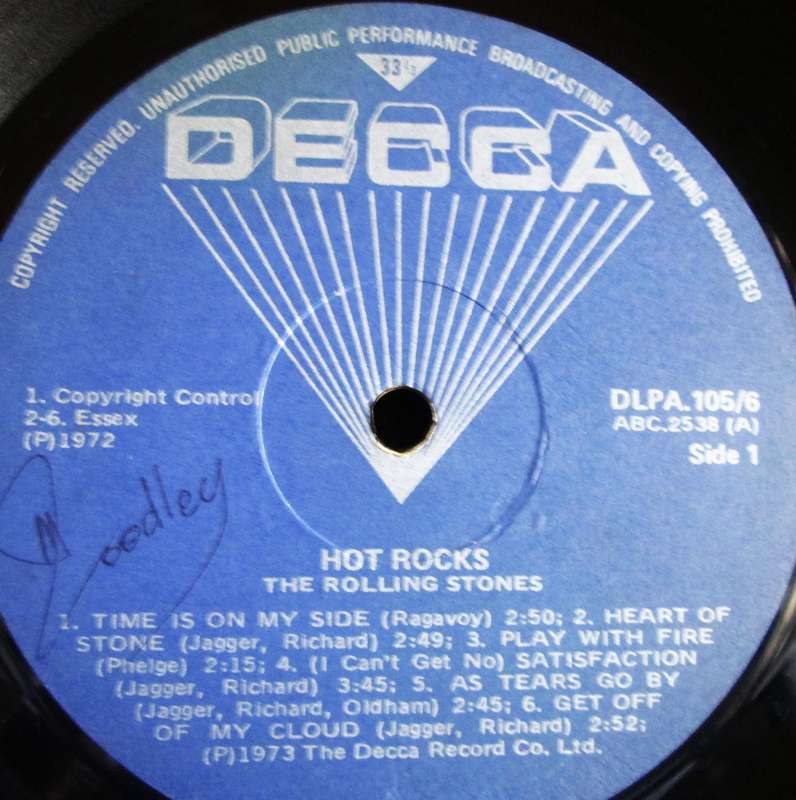 COPYRIGHT RESERVED. UNAUTHORISED PUBLIC PERFORMANCE BROADCASTING AND COPYING PROHIBITED
33 1/3
DECCA
1. Copyright Control
2-6. Essex
(P)1972
DLPA.105/6
ABC.2538 (A)
Side 1
HOT ROCKS
THE ROLLING STONES
1. TIME IS ON MY SIDE (Ragavoy) 2:50; 2. HEART OF
STONE (Jagger, Richard) 2:49; 3. PLAY WITH FIRE
(Phelge) 2:15; 4. (I Can't Get No) SATISFACTION
(Jagger, Richard) 3:45; 5. AS TEARS GO BY
(Jagger, Richard, Oldham) 2:45; 6. GET OFF
OF MY CLOUD (Jagger, Richard) 2:52;
(P)1973 The Decca Record Co. Ltd.